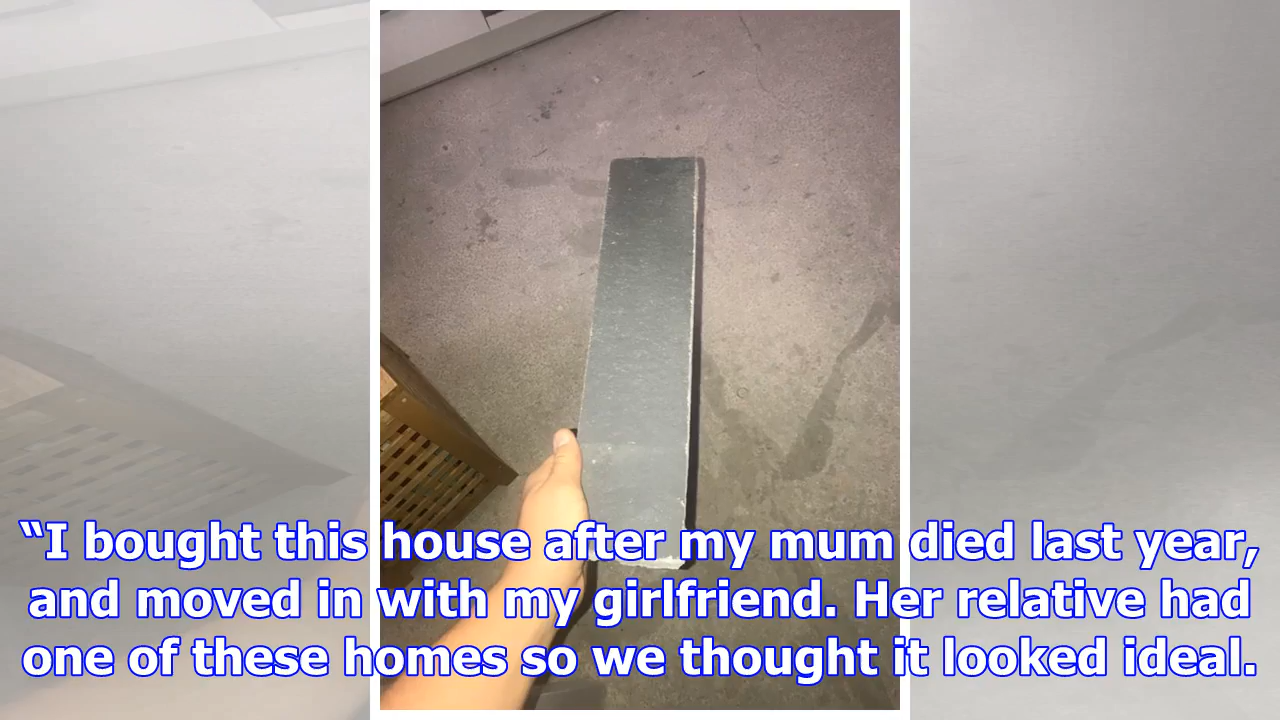 “I bought this house after my mum died last year,
and moved in with my girlfriend. Her relative had
one of these homes so we thought it looked ideal.